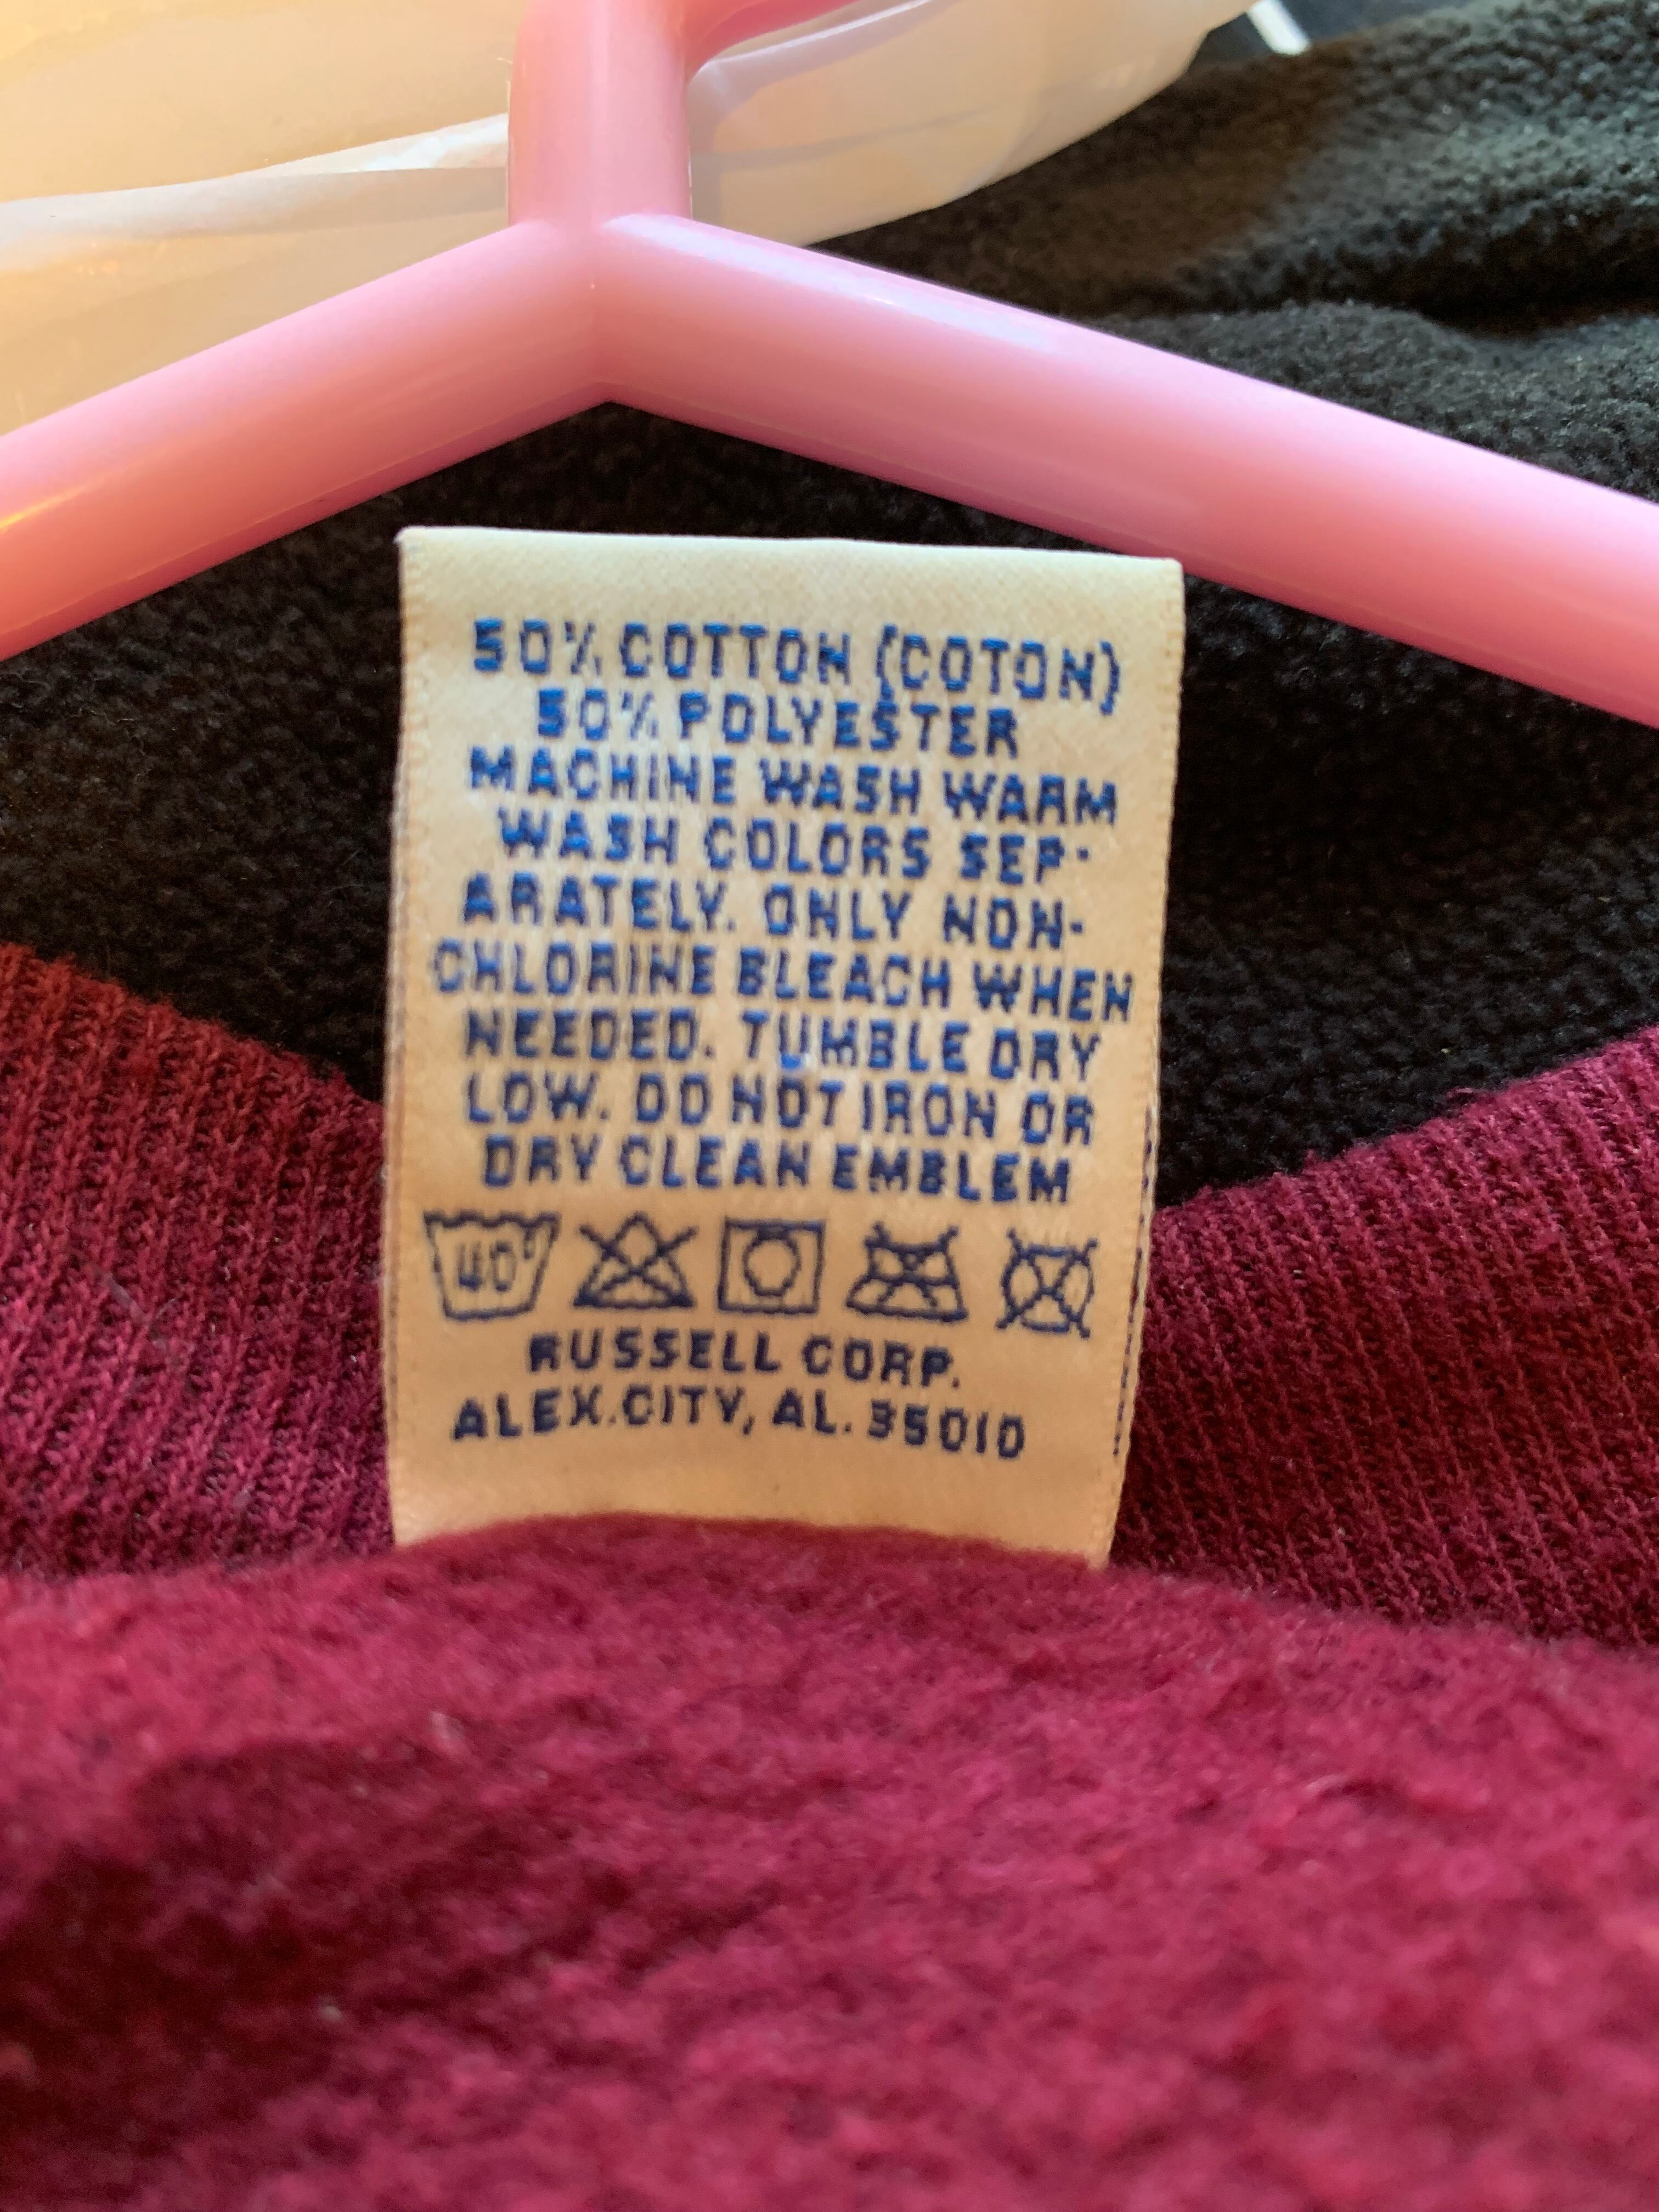 50% COTTON (COTON)
50% POLYESTER
MACHINE WASH WARM
WASH COLORS SEP-
ARATELY. ONLY NON-
CHLORINE BLEACH WHEN
NEEDED. TUMBLE DRY
LOW. DO NOT IRON OR
DRY CLEAN EMBLEM
40°
RUSSELL CORP.
ALEX.CITY, AL. 35010